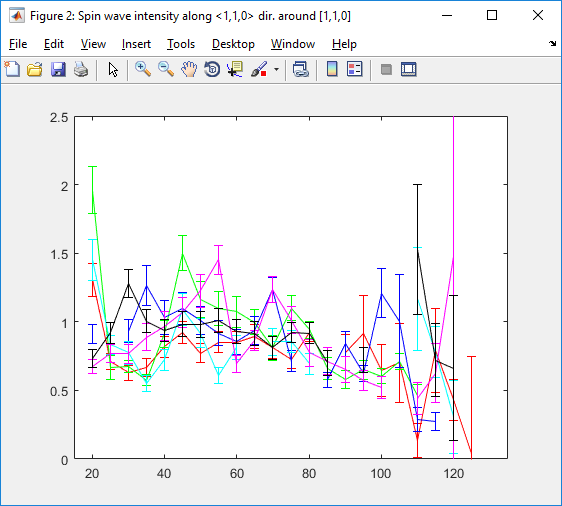 Figure 2: Spin wave intensity along <1,1,0> dir. around [1,1,0]
File Edit View Insert Tools Desktop Window Help
2.5
2
1.5
1
0.5
0
20 40 60 80 100 120